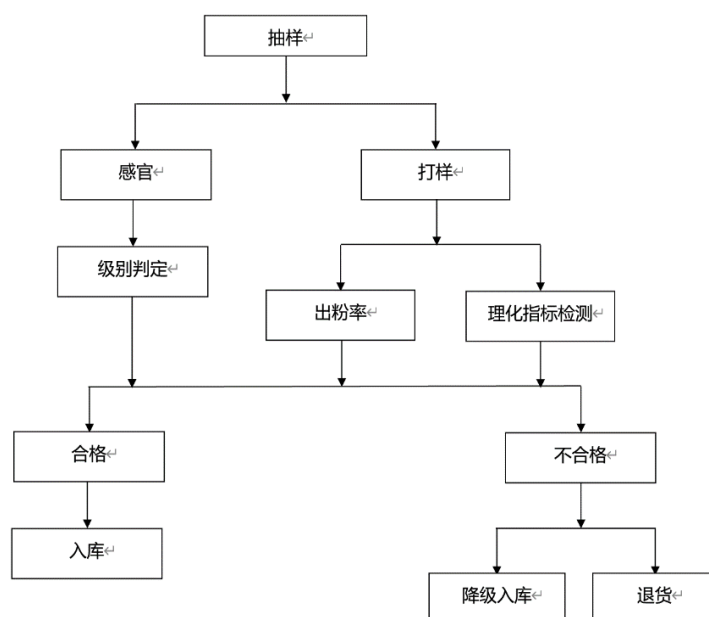 抽样
感官
打样
级别判定
出粉率
理化指标检测
合格
不合格
入库
降级入库
退货